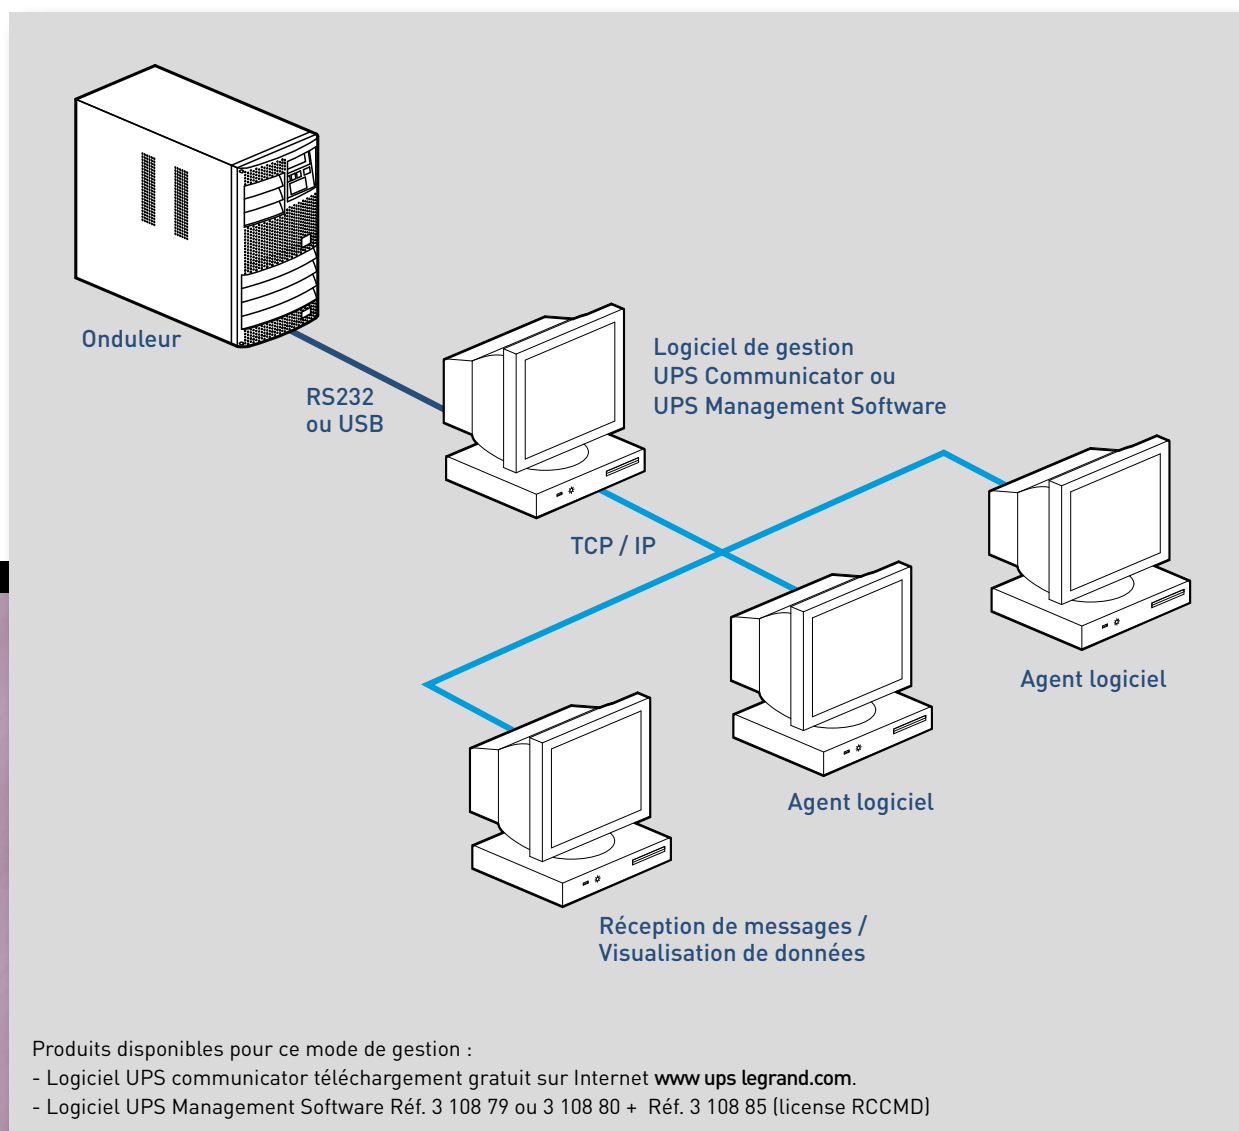 Onduleur
RS232
ou USB
Logiciel de gestion
UPS Communicator ou
UPS Management Software
TCP / IP
Agent logiciel
Agent logiciel
Réception de messages /
Visualisation de données
Produits disponibles pour ce mode de gestion :
- Logiciel UPS communicator téléchargement gratuit sur Internet www ups legrand.com.
- Logiciel UPS Management Software Réf. 3 108 79 ou 3 108 80 + Réf. 3 108 85 (license RCCMD)